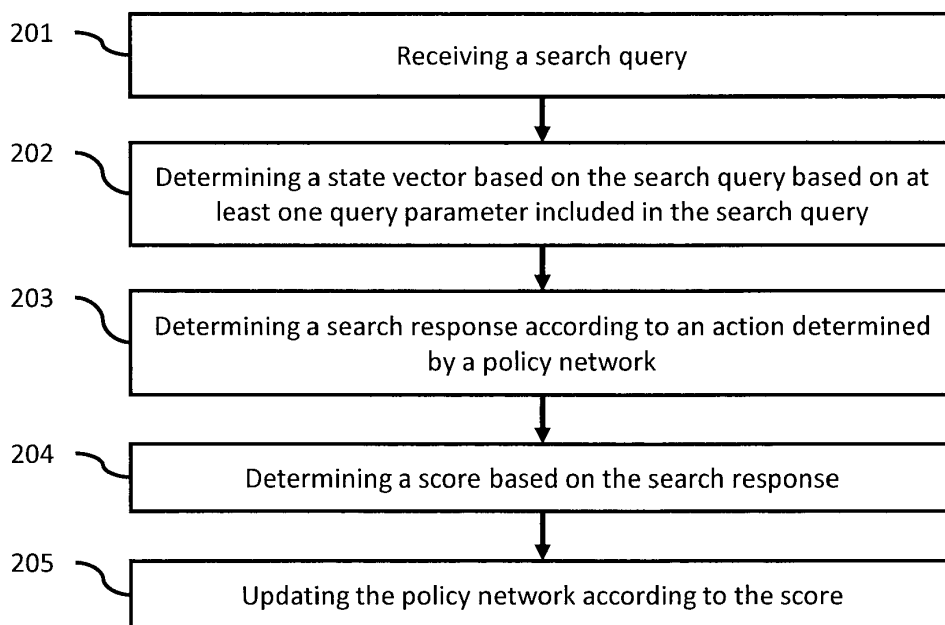 201
Receiving a search query
202
Determining a state vector based on the search query based on at
least one query parameter included in the search query
203
Determining a search response according to an action determined
by a policy network
204
Determining a score based on the search response
205
Updating the policy network according to the score